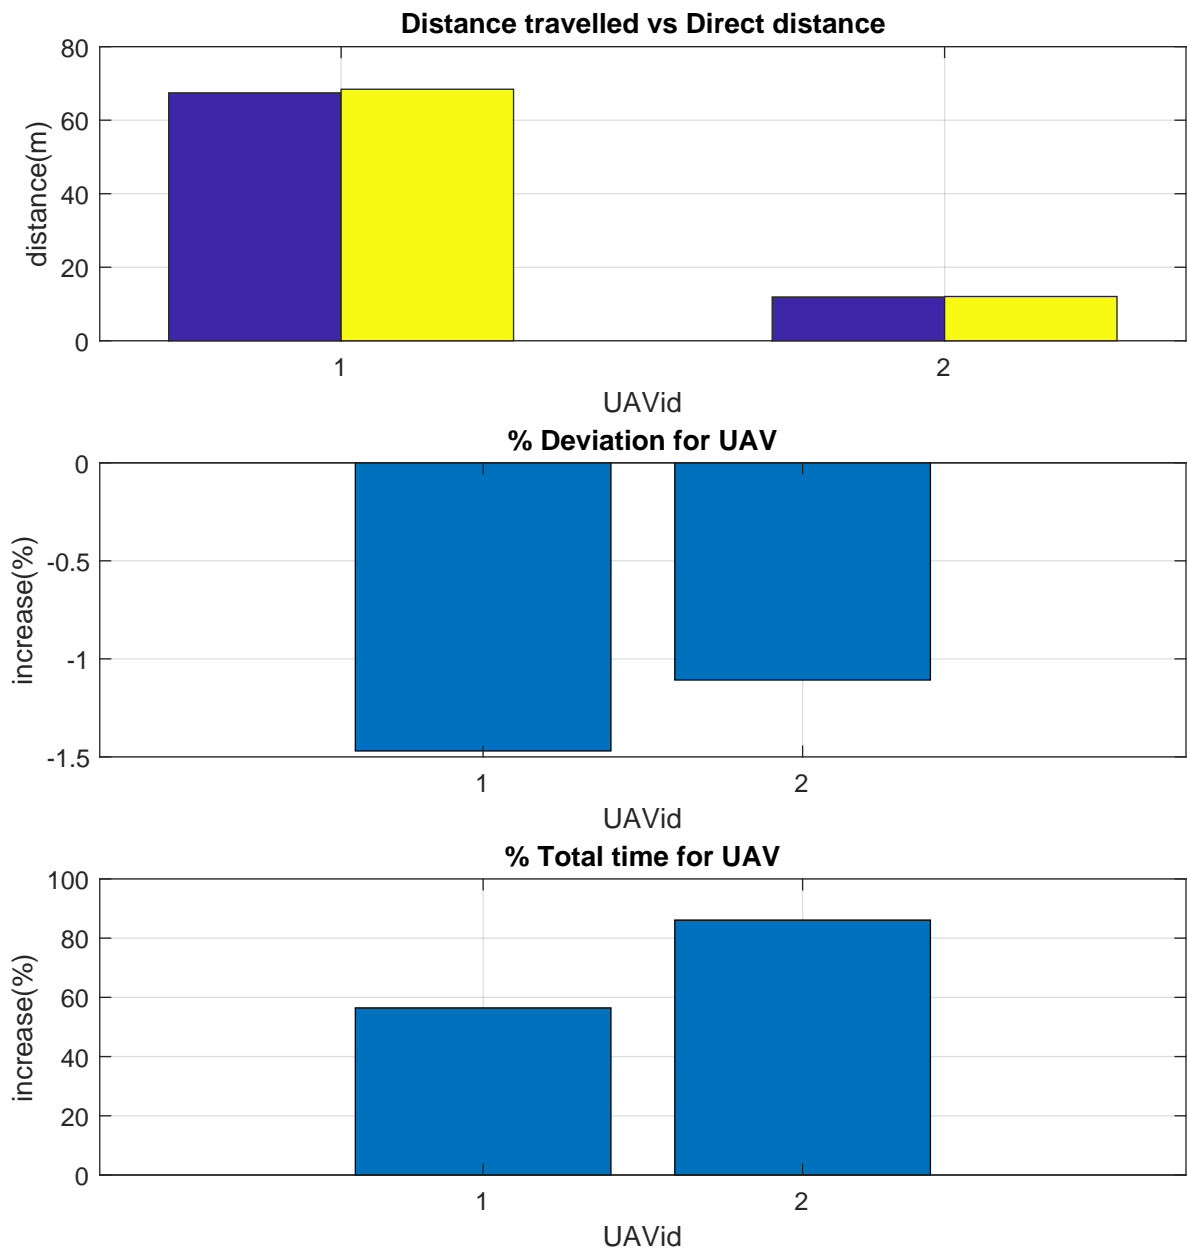 Distance travelled vs Direct distance
80
60
40
20
0
distance(m)
1 2
UAVid
% Deviation for UAV
0
-0.5
-1
-1.5
increase(%)
1 2
UAVid
% Total time for UAV
100
80
60
40
20
0
increase(%)
1 2
UAVid